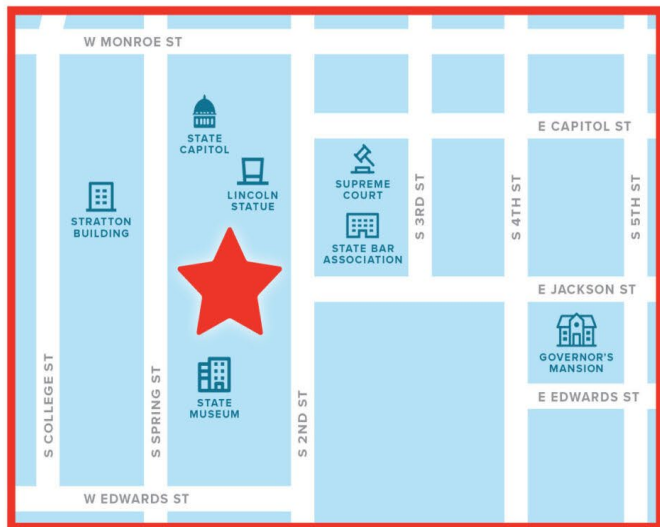 W MONROE ST
E CAPITOL ST
STATE
CAPITOL
LINCOLN
STATUE
SUPREME
COURT
STRATTON
BUILDING
STATE BAR
ASSOCIATION
S 3RD ST
S 4TH ST
S 5TH ST
E JACKSON ST
GOVERNOR'S
MANSION
E EDWARDS ST
STATE
MUSEUM
S COLLEGE ST
S SPRING ST
S 2ND ST
W EDWARDS ST